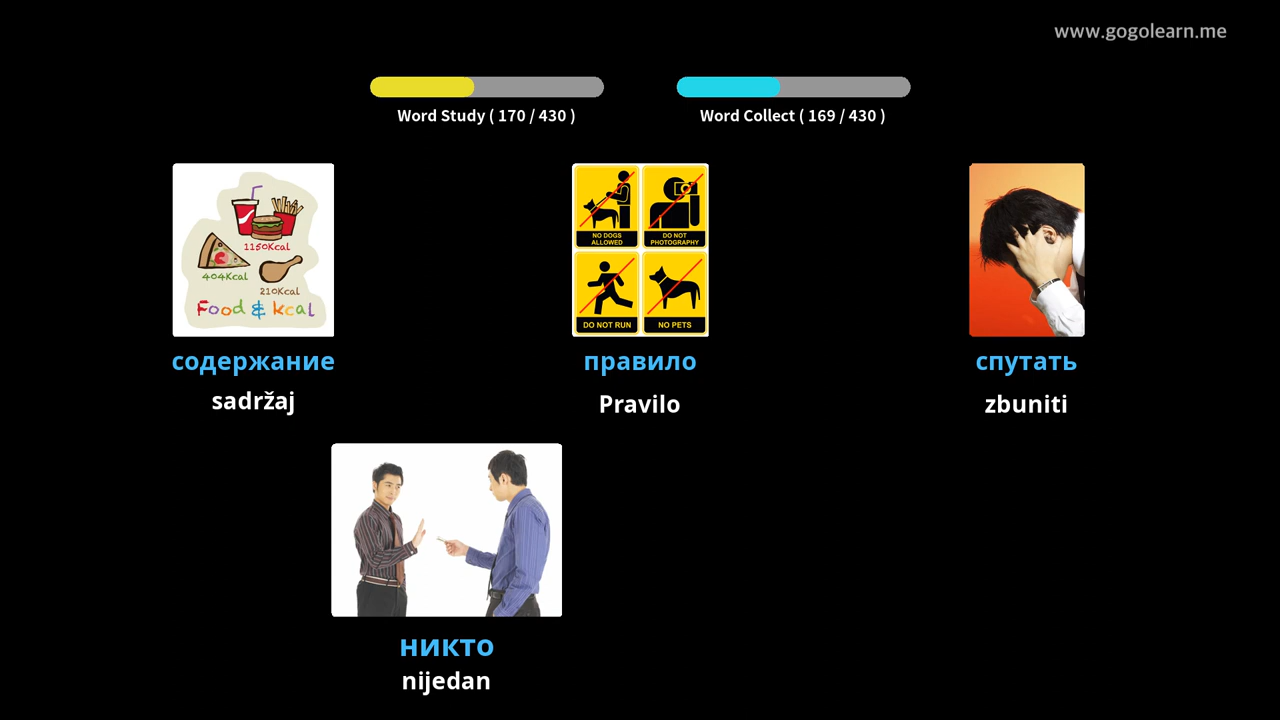 www.gogolearn.me
Word Study ( 170 / 430 )
Word Collect ( 169 / 430 )
1150Kcal
404Kcal
210Kcal
Food & kcal
NO DOGS
ALLOWED
DO NOT
PHOTOGRAPHY
DO NOT RUN
NO PETS
содержание
правило
спутать
sadržaj
Pravilo
zbuniti
никто
nijedan